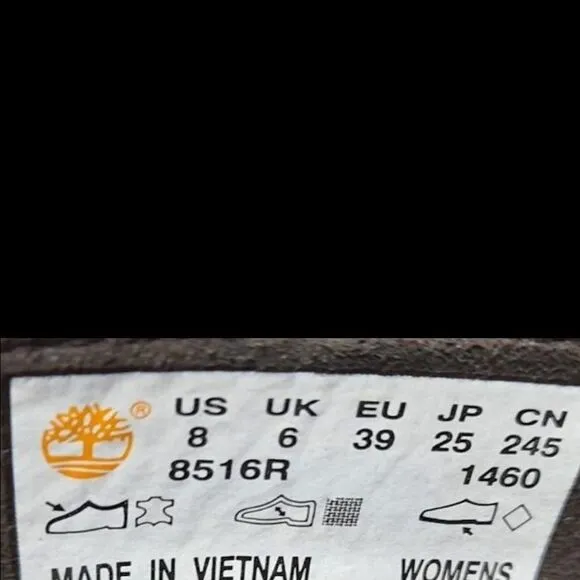 ® US UK EU JP CN
8 6 39 25 245
8516R 1460
MADE IN VIETNAM WOMENS